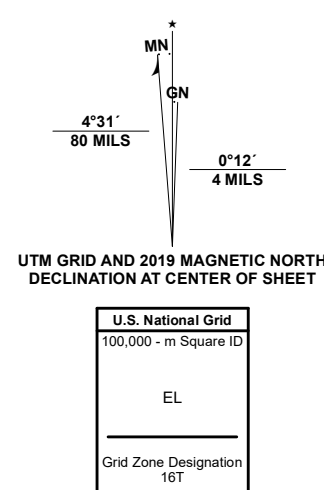 MN
GN
4°31´
80 MILS
0°12´
4 MILS
UTM GRID AND 2019 MAGNETIC NORTH
DECLINATION AT CENTER OF SHEET
U.S. National Grid
100,000 - m Square ID
EL
Grid Zone Designation
16T